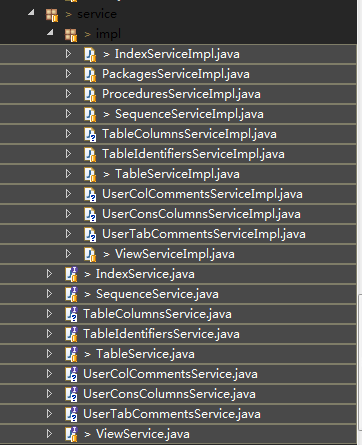 > service
> impl
> IndexServiceImpl.java
PackagesServiceImpl.java
ProceduresServiceImpl.java
> SequenceServiceImpl.java
TableColumnsServiceImpl.java
TableIdentifiersServiceImpl.java
> TableServiceImpl.java
UserColCommentsServiceImpl.java
UserConsColumnsServiceImpl.java
UserTabCommentsServiceImpl.java
> ViewServiceImpl.java
> IndexService.java
> SequenceService.java
TableColumnsService.java
TableIdentifiersService.java
> TableService.java
UserColCommentsService.java
UserConsColumnsService.java
UserTabCommentsService.java
> ViewService.java